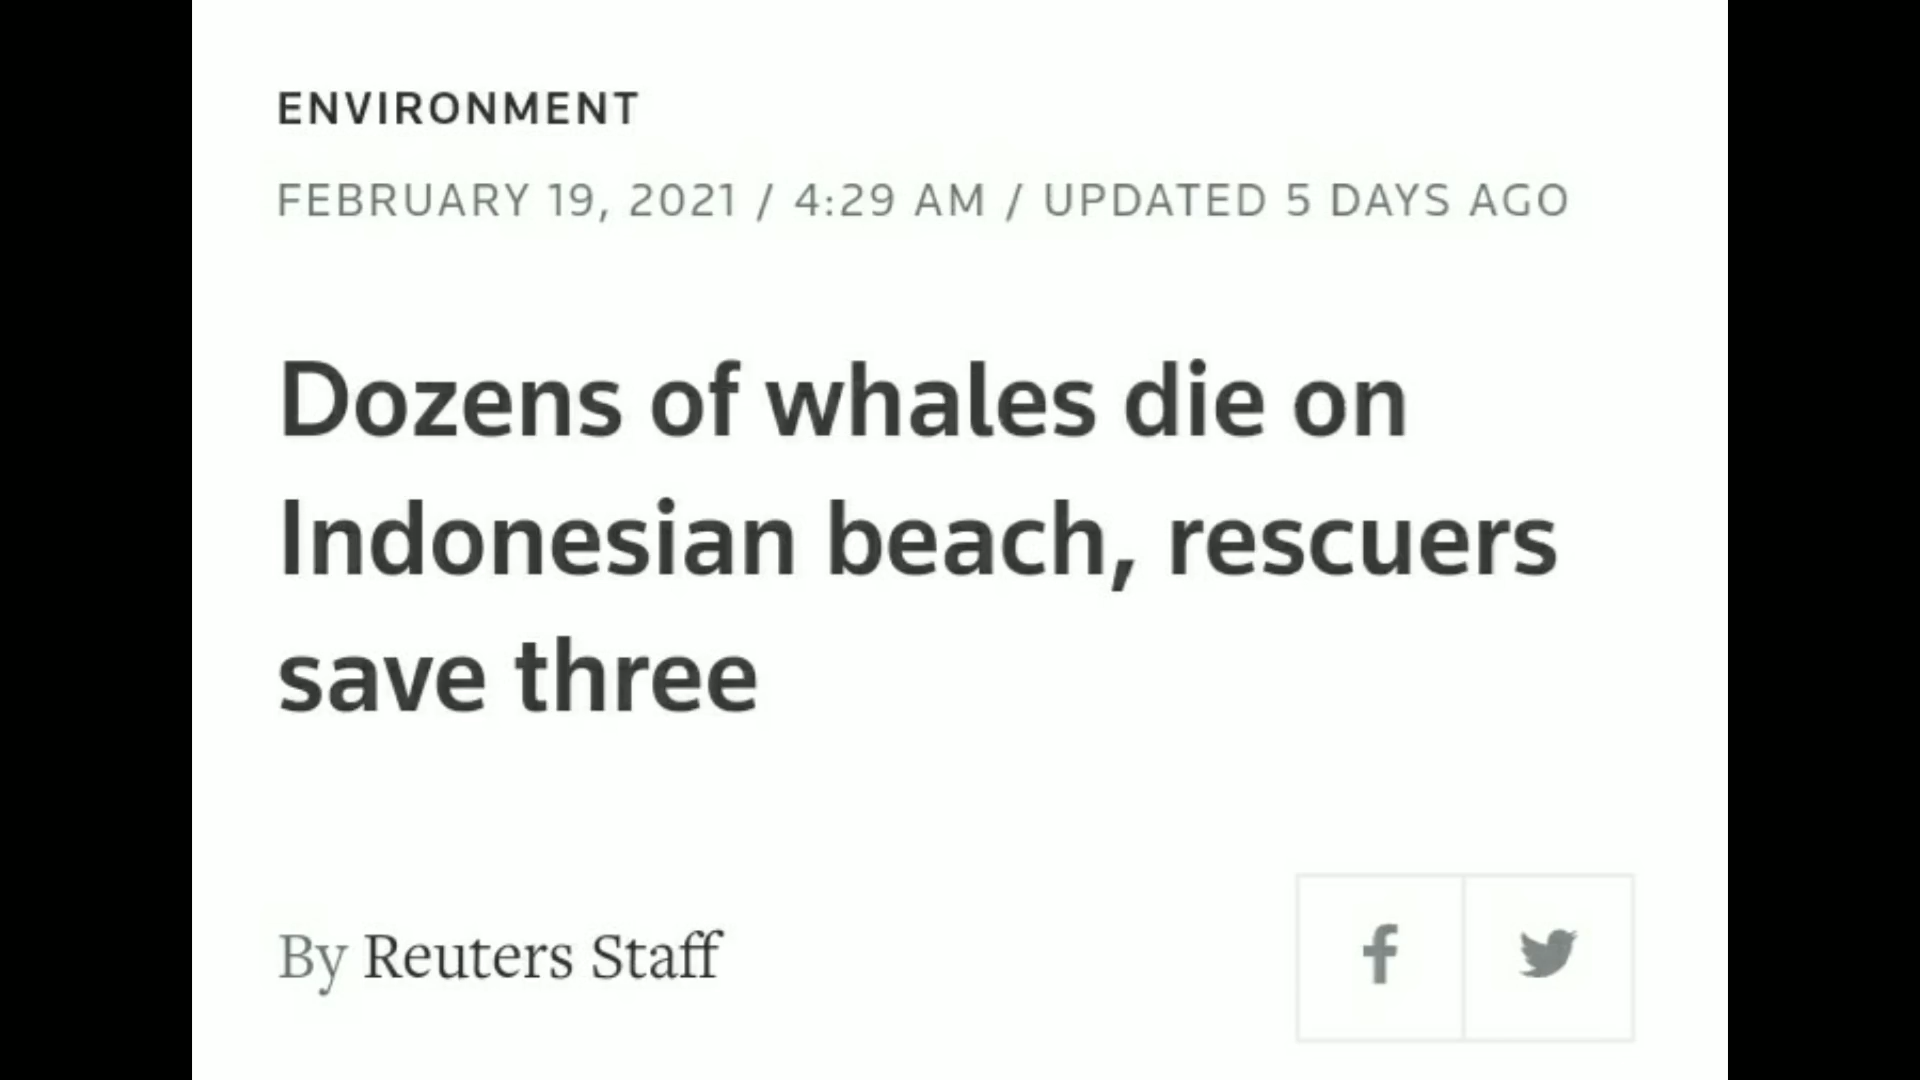 ENVIRONMENT
FEBRUARY 19, 2021 / 4:29 AM / UPDATED 5 DAYS AGO
Dozens of whales die on
Indonesian beach, rescuers
save three
By Reuters Staff